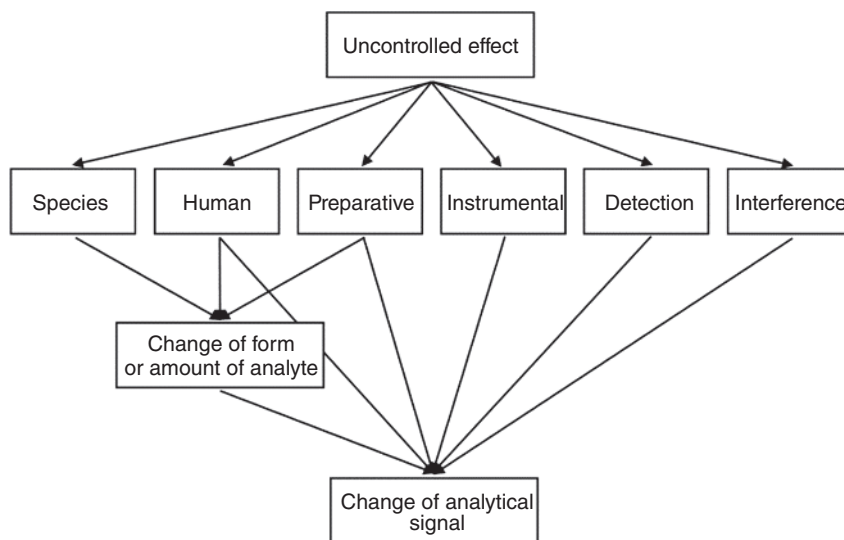 Uncontrolled effect
Species
Human
Preparative
Instrumental
Detection
Interference
Change of form
or amount of analyte
Change of analytical
signal